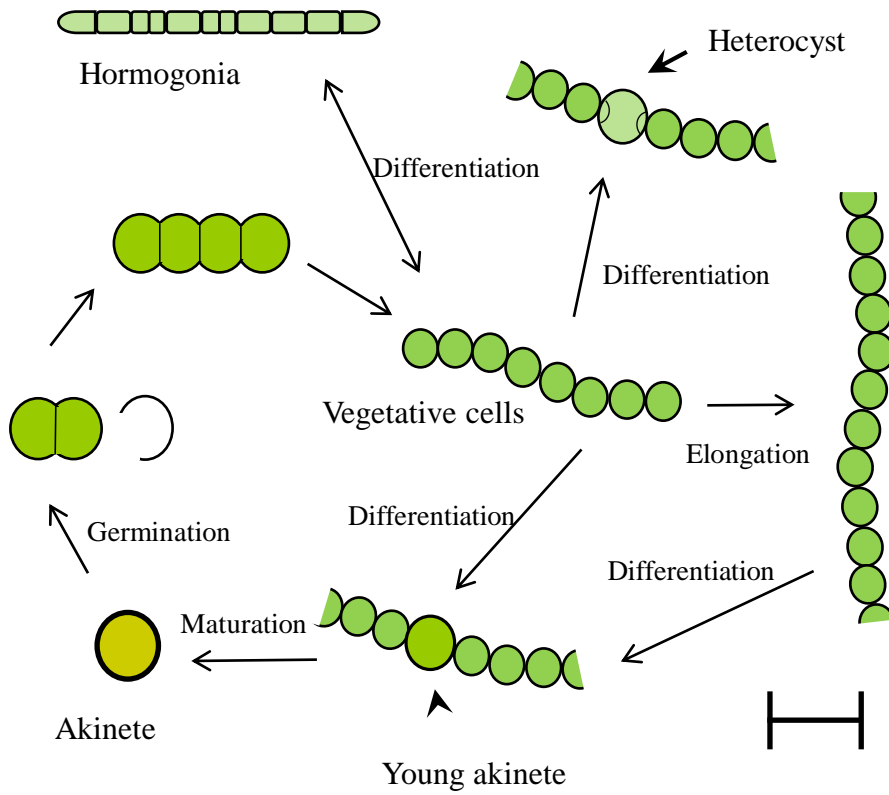 Heterocyst
Hormogonia
Differentiation
Differentiation
Vegetative cells
Elongation
Differentiation
Germination
Differentiation
Maturation
Akinete
Young akinete